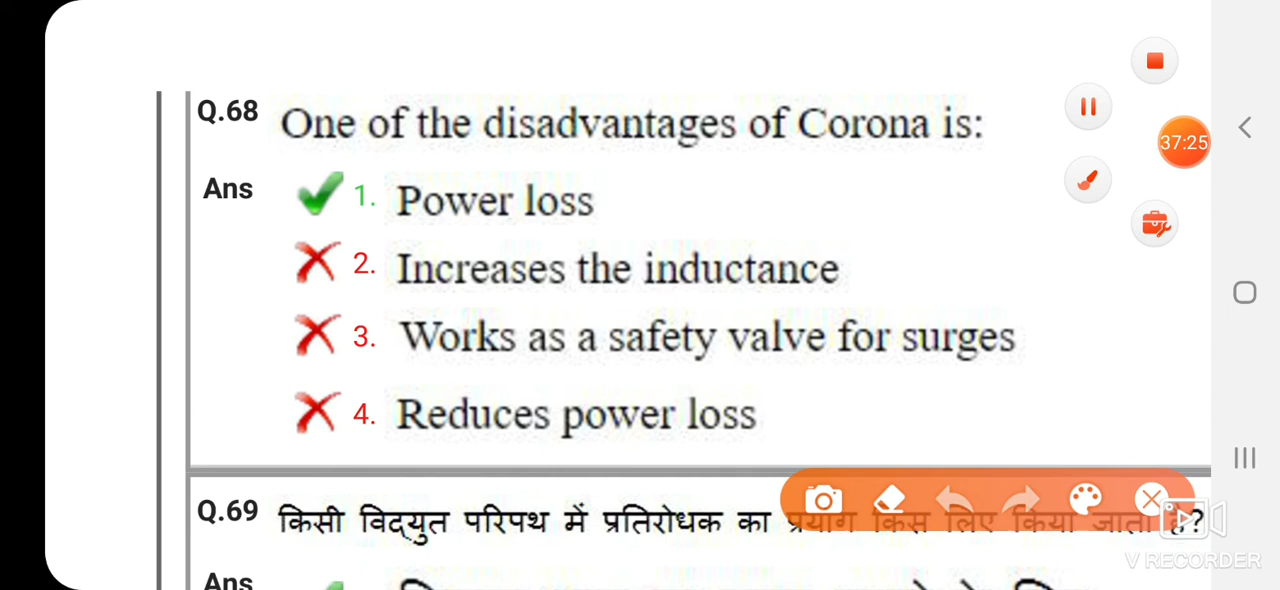 Q.68 One of the disadvantages of Corona is:
Ans 1. Power loss
2. Increases the inductance
3. Works as a safety valve for surges
4. Reduces power loss
37:25
Q.69 किसी विद्युत परिपथ में प्रतिरोधक का प्रयोग किस लिए किया जाता है?
V RECORDER
Ans